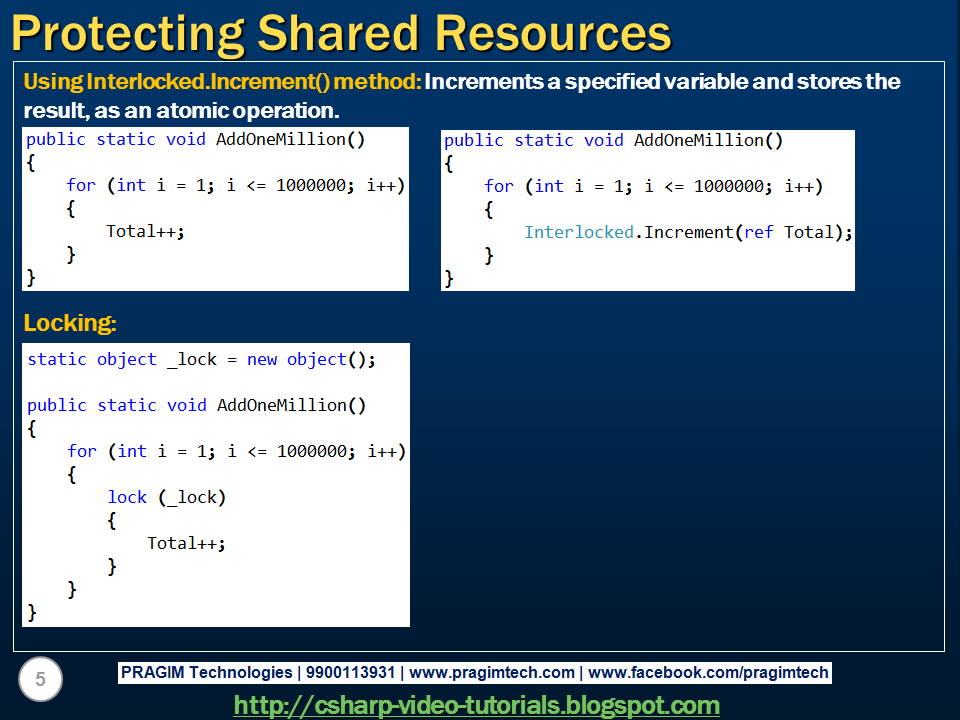 Protecting Shared Resources
Using Interlocked.Increment() method: Increments a specified variable and stores the
result, as an atomic operation.
public static void AddOneMillion()
{
    for (int i = 1; i <= 1000000; i++)
    {
        Total++;
    }
}
public static void AddOneMillion()
{
    for (int i = 1; i <= 1000000; i++)
    {
        Interlocked.Increment(ref Total);
    }
}
Locking:
static object _lock = new object();
public static void AddOneMillion()
{
    for (int i = 1; i <= 1000000; i++)
    {
        lock (_lock)
        {
            Total++;
        }
    }
}
5
PRAGIM Technologies | 9900113931 | www.pragimtech.com | www.facebook.com/pragimtech
http://csharp-video-tutorials.blogspot.com